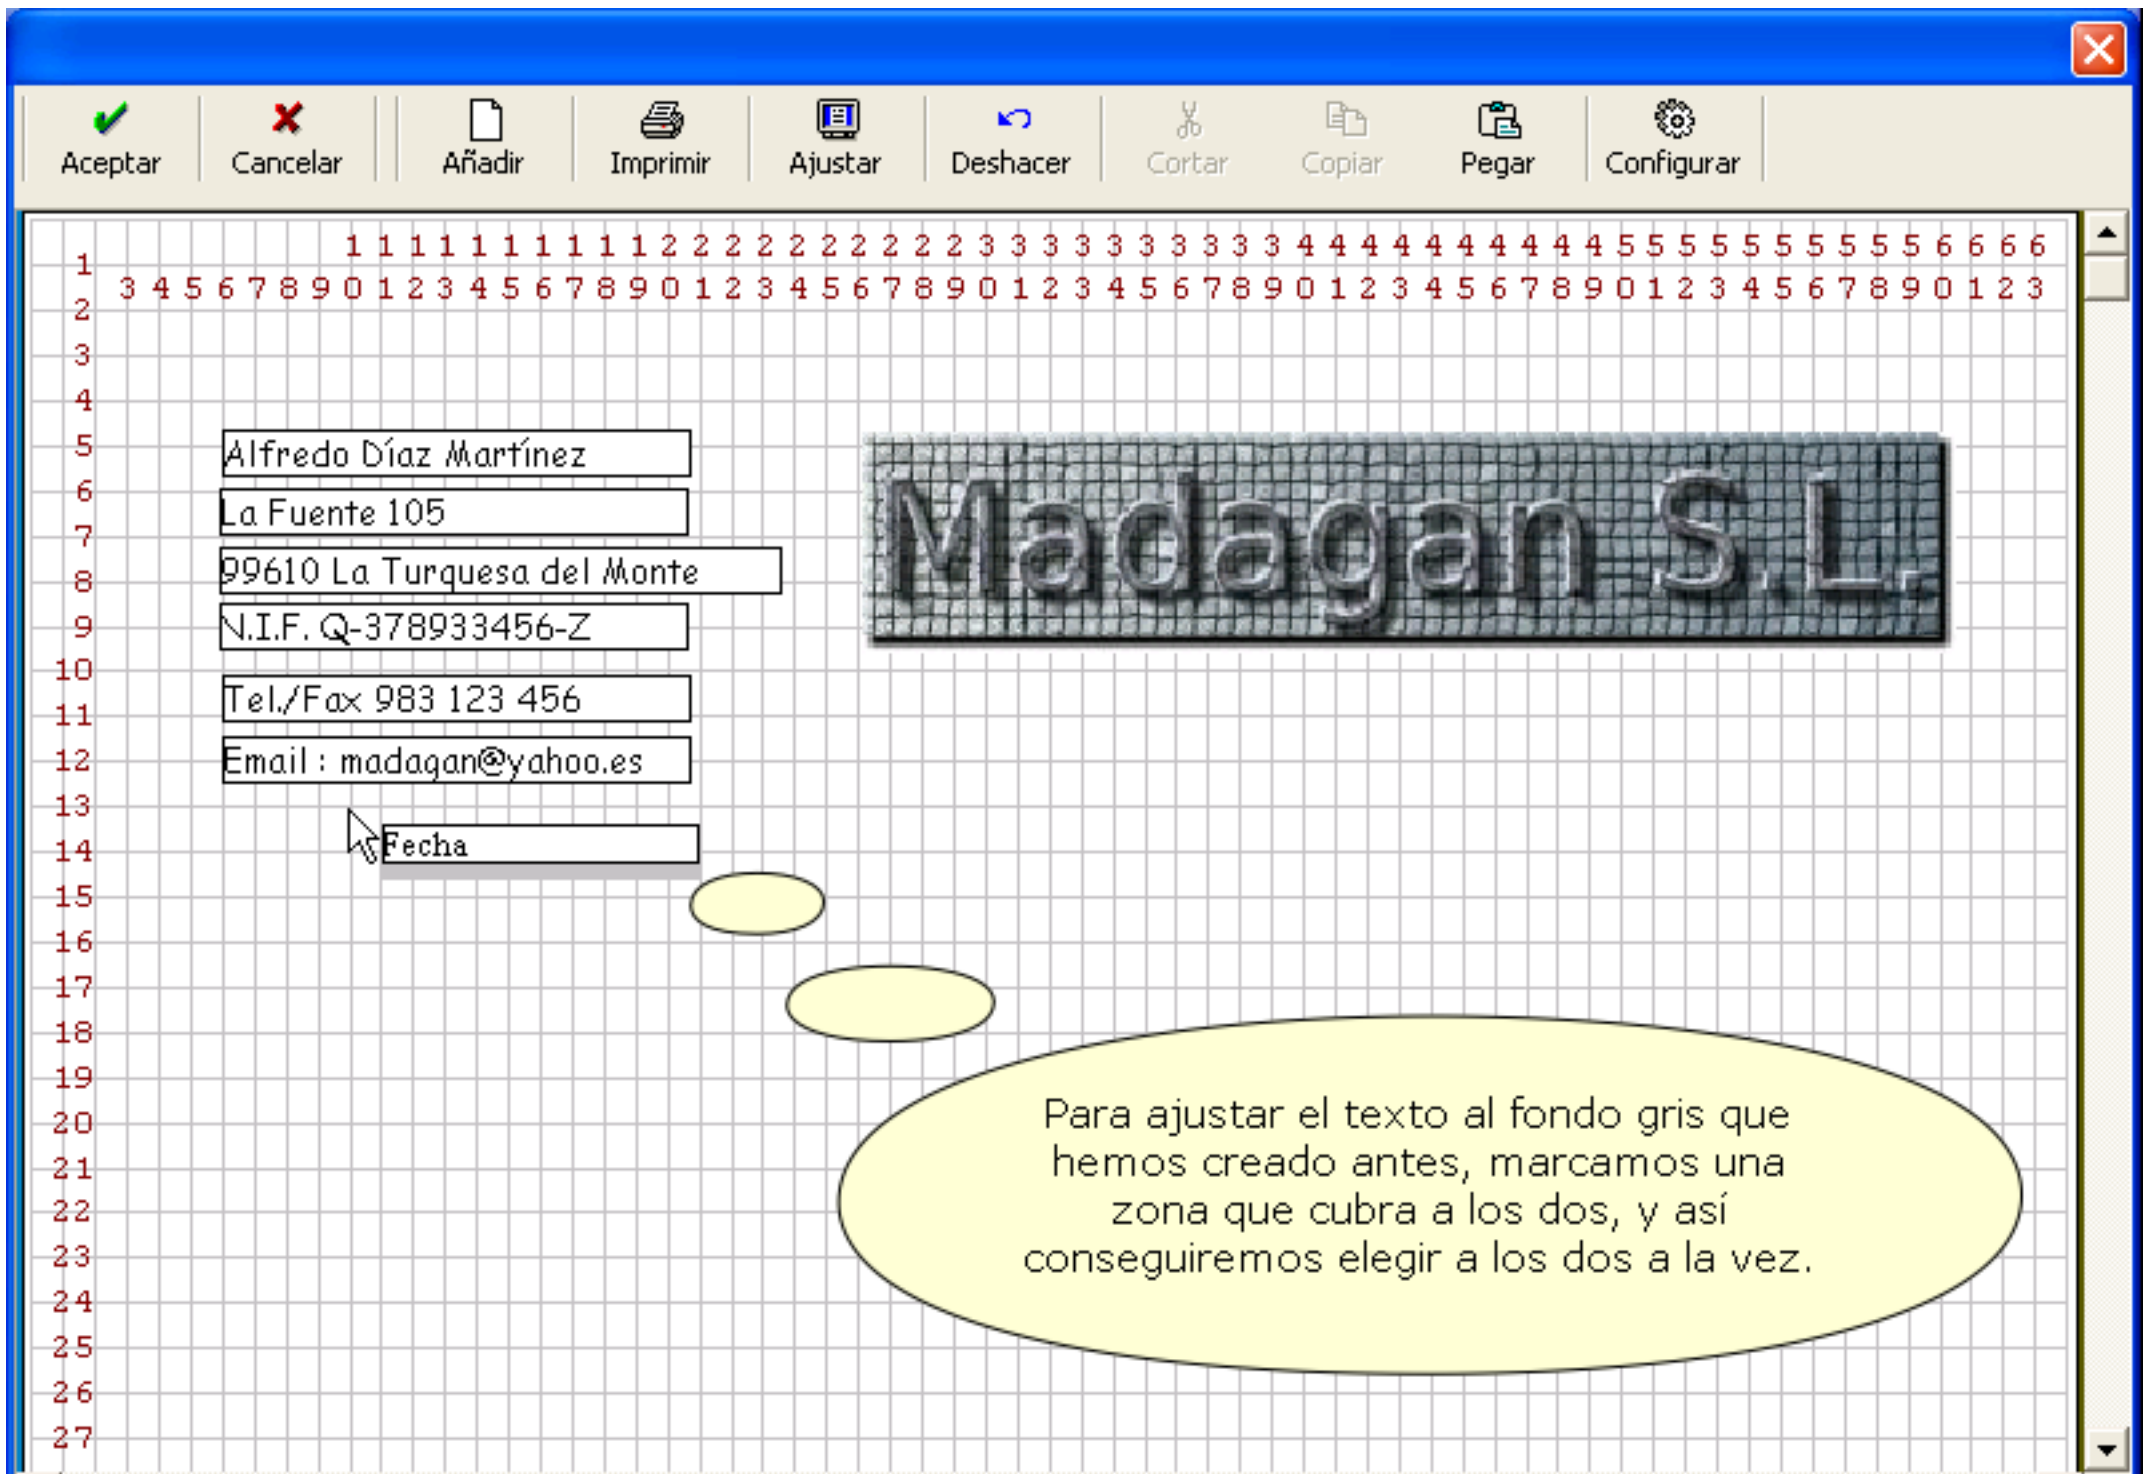 Aceptar Cancelar Añadir Imprimir Ajustar Deshacer Cortar Copiar Pegar Configurar
1 1 1 1 1 1 1 1 1 1 2 2 2 2 2 2 2 2 2 2 3 3 3 3 3 3 3 3 3 3 4 4 4 4 4 4 4 4 4 4 5 5 5 5 5 5 5 5 5 5 6 6 6 6
3 4 5 6 7 8 9 0 1 2 3 4 5 6 7 8 9 0 1 2 3 4 5 6 7 8 9 0 1 2 3 4 5 6 7 8 9 0 1 2 3 4 5 6 7 8 9 0 1 2 3 4 5 6 7 8 9 0 1 2 3
1
2
3
4
5
6
7
8
9
10
11
12
13
14
15
16
17
18
19
20
21
22
23
24
25
26
27
Alfredo Díaz Martínez
La Fuente 105
99610 La Turquesa del Monte
N.I.F. Q-378933456-Z
Tel./Fax 983 123 456
Email : madagan@yahoo.es
Fecha
Madagan S.L.
Para ajustar el texto al fondo gris que
hemos creado antes, marcamos una
zona que cubra a los dos, y así
conseguiremos elegir a los dos a la vez.